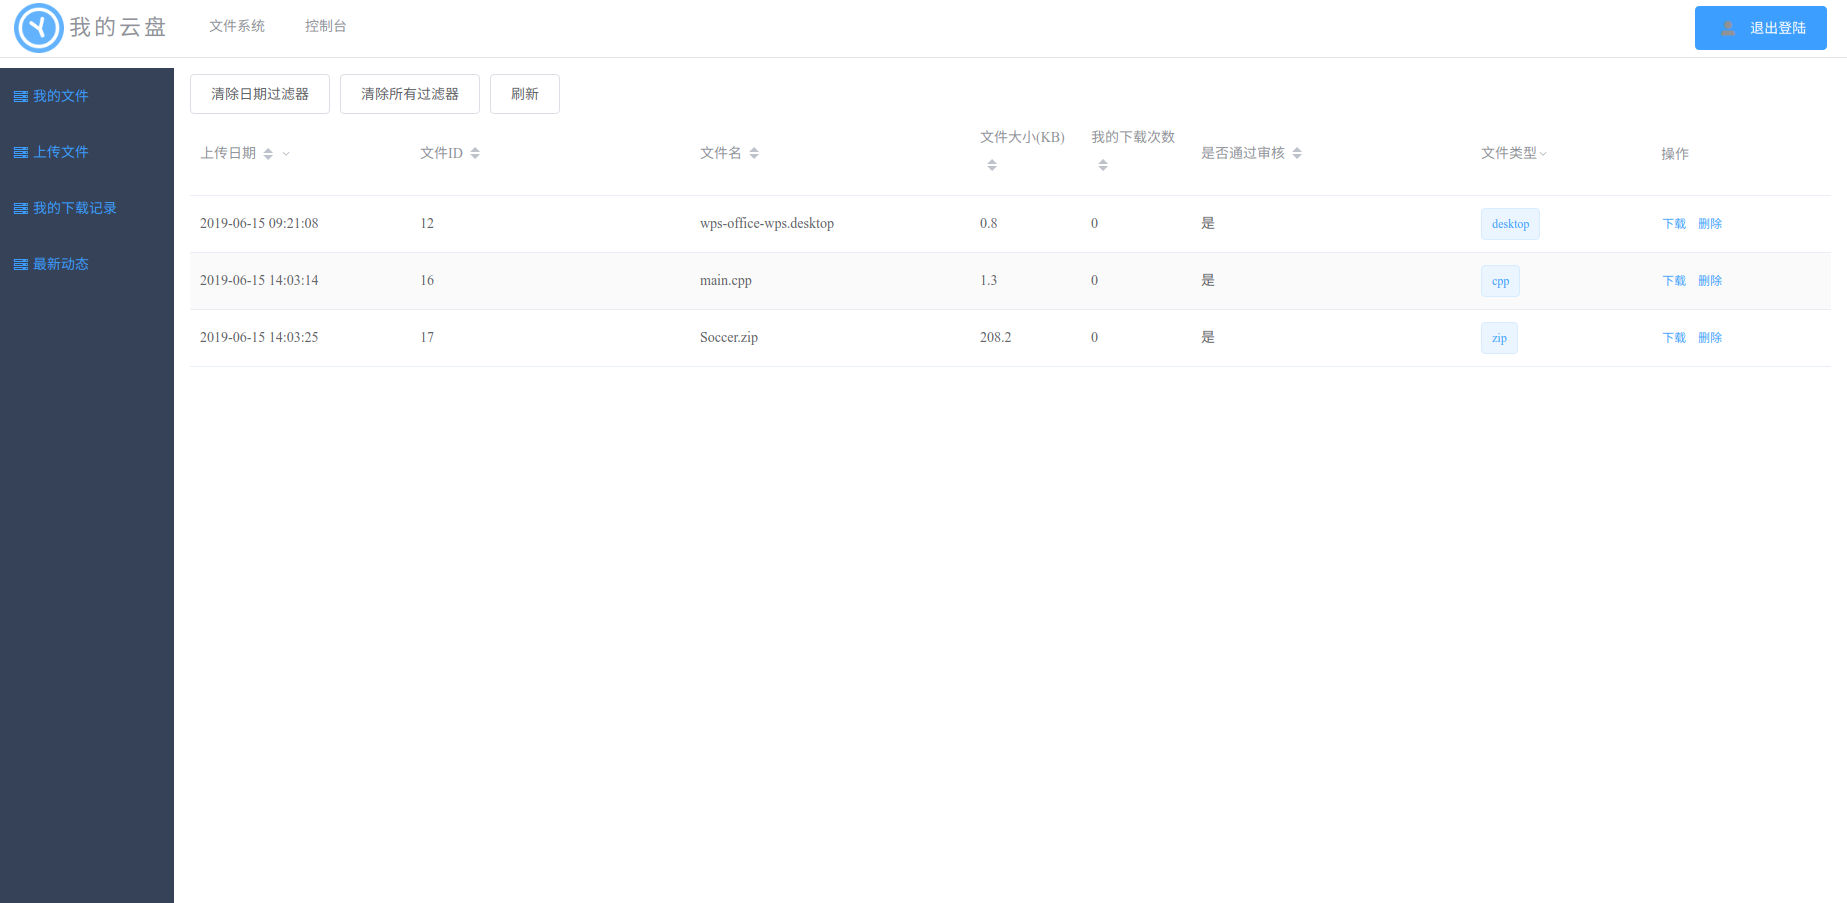 我的云盘 文件系统 控制台 退出登陆
我的文件
上传文件
我的下载记录
最新动态
清除日期过滤器 清除所有过滤器 刷新
上传日期 文件ID 文件名 文件大小(KB) 我的下载次数 是否通过审核 文件类型 操作
2019-06-15 09:21:08 12 wps-office-wps.desktop 0.8 0 是 desktop 下载 删除
2019-06-15 14:03:14 16 main.cpp 1.3 0 是 cpp 下载 删除
2019-06-15 14:03:25 17 Soccer.zip 208.2 0 是 zip 下载 删除